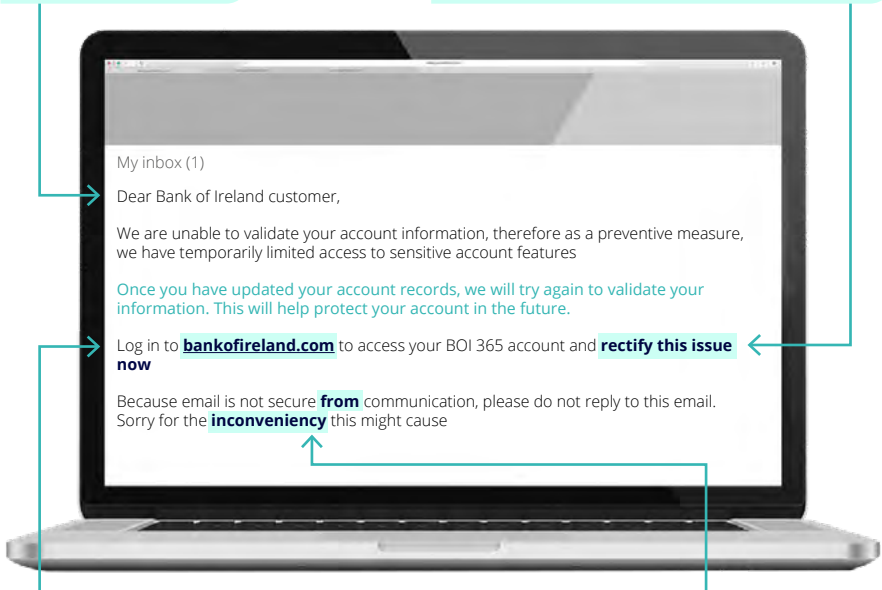 My inbox (1)
Dear Bank of Ireland customer,
We are unable to validate your account information, therefore as a preventive measure,
we have temporarily limited access to sensitive account features
Once you have updated your account records, we will try again to validate your
information. This will help protect your account in the future.
Log in to bankofireland.com to access your BOI 365 account and rectify this issue
now
Because email is not secure from communication, please do not reply to this email.
Sorry for the inconveniency this might cause